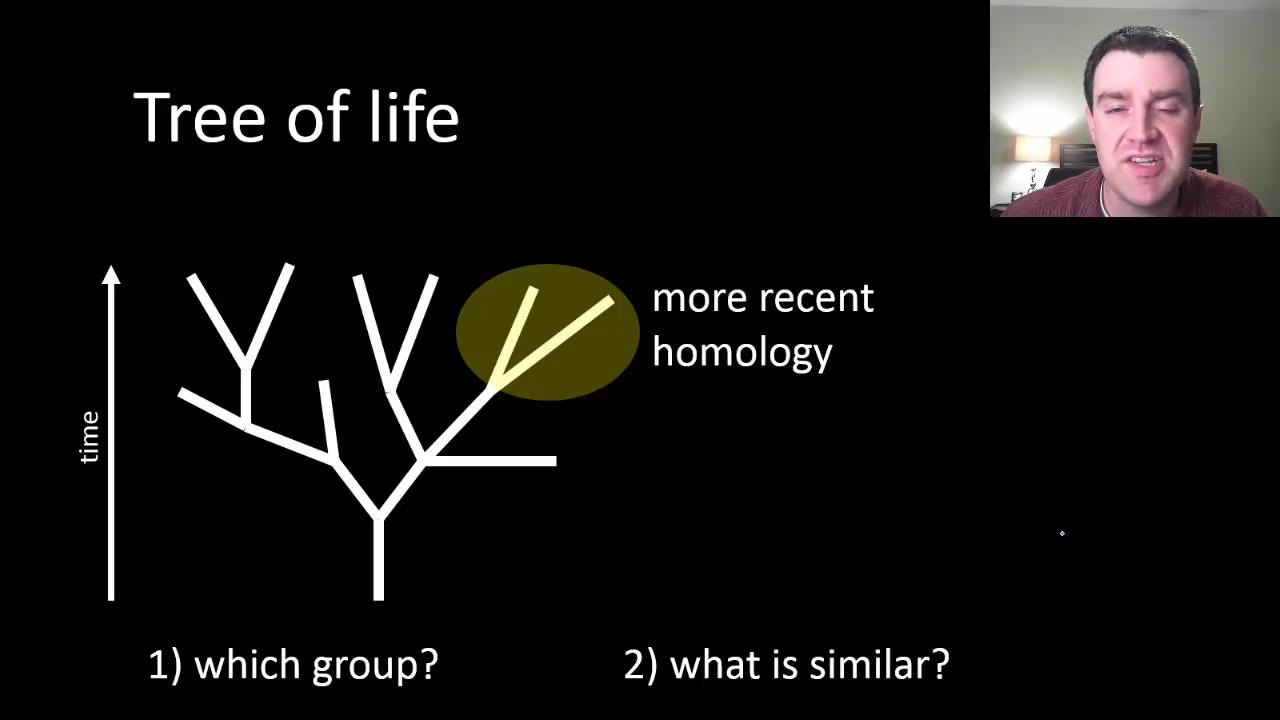 Tree of life
more recent
homology
time
1) which group?
2) what is similar?